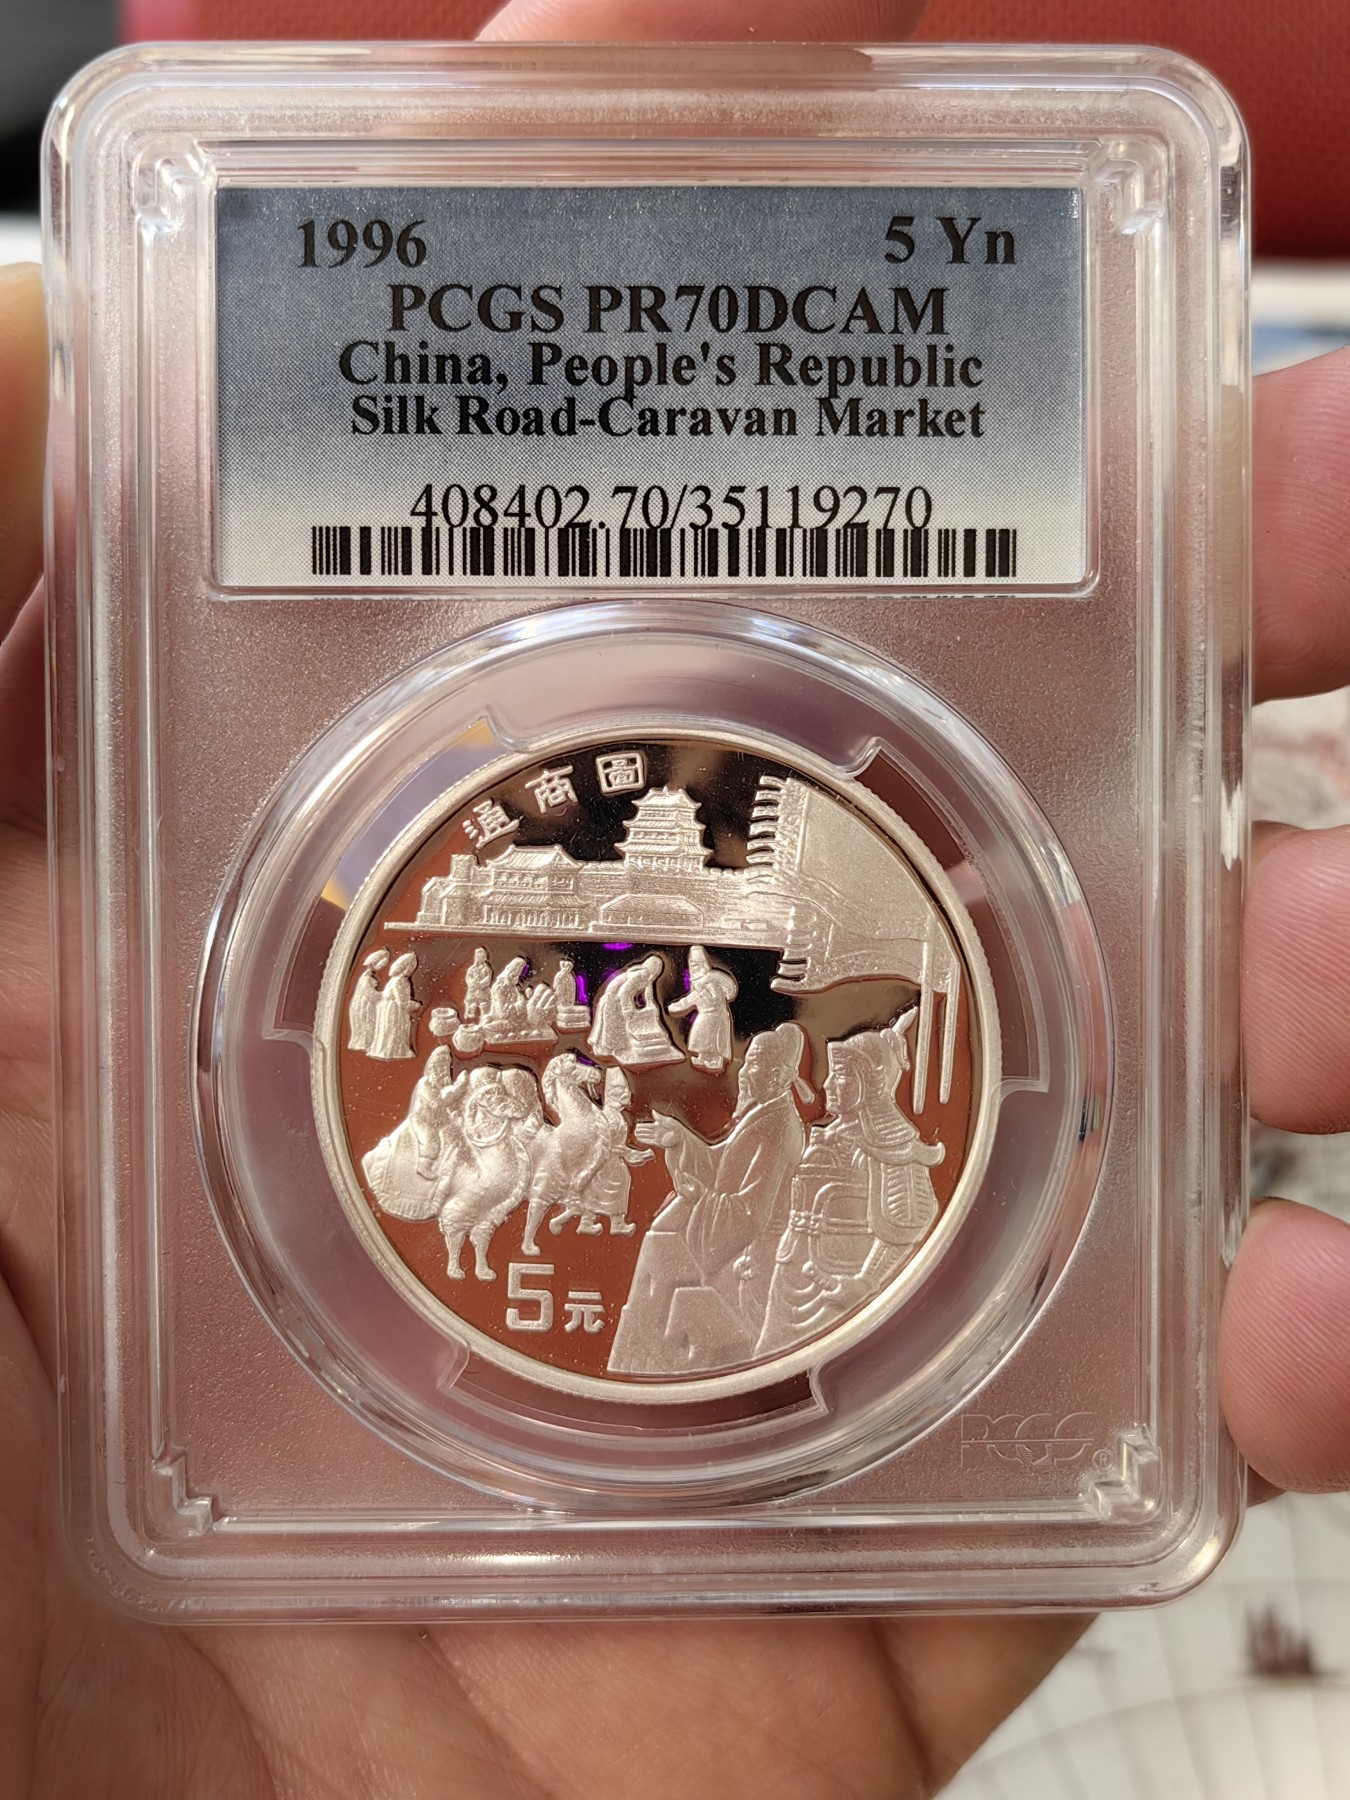 1996 5 Yn
PCGS PR70DCAM
China, People's Republic
Silk Road-Caravan Market
408402.70/35119270
通商圖
5元
PCGS®